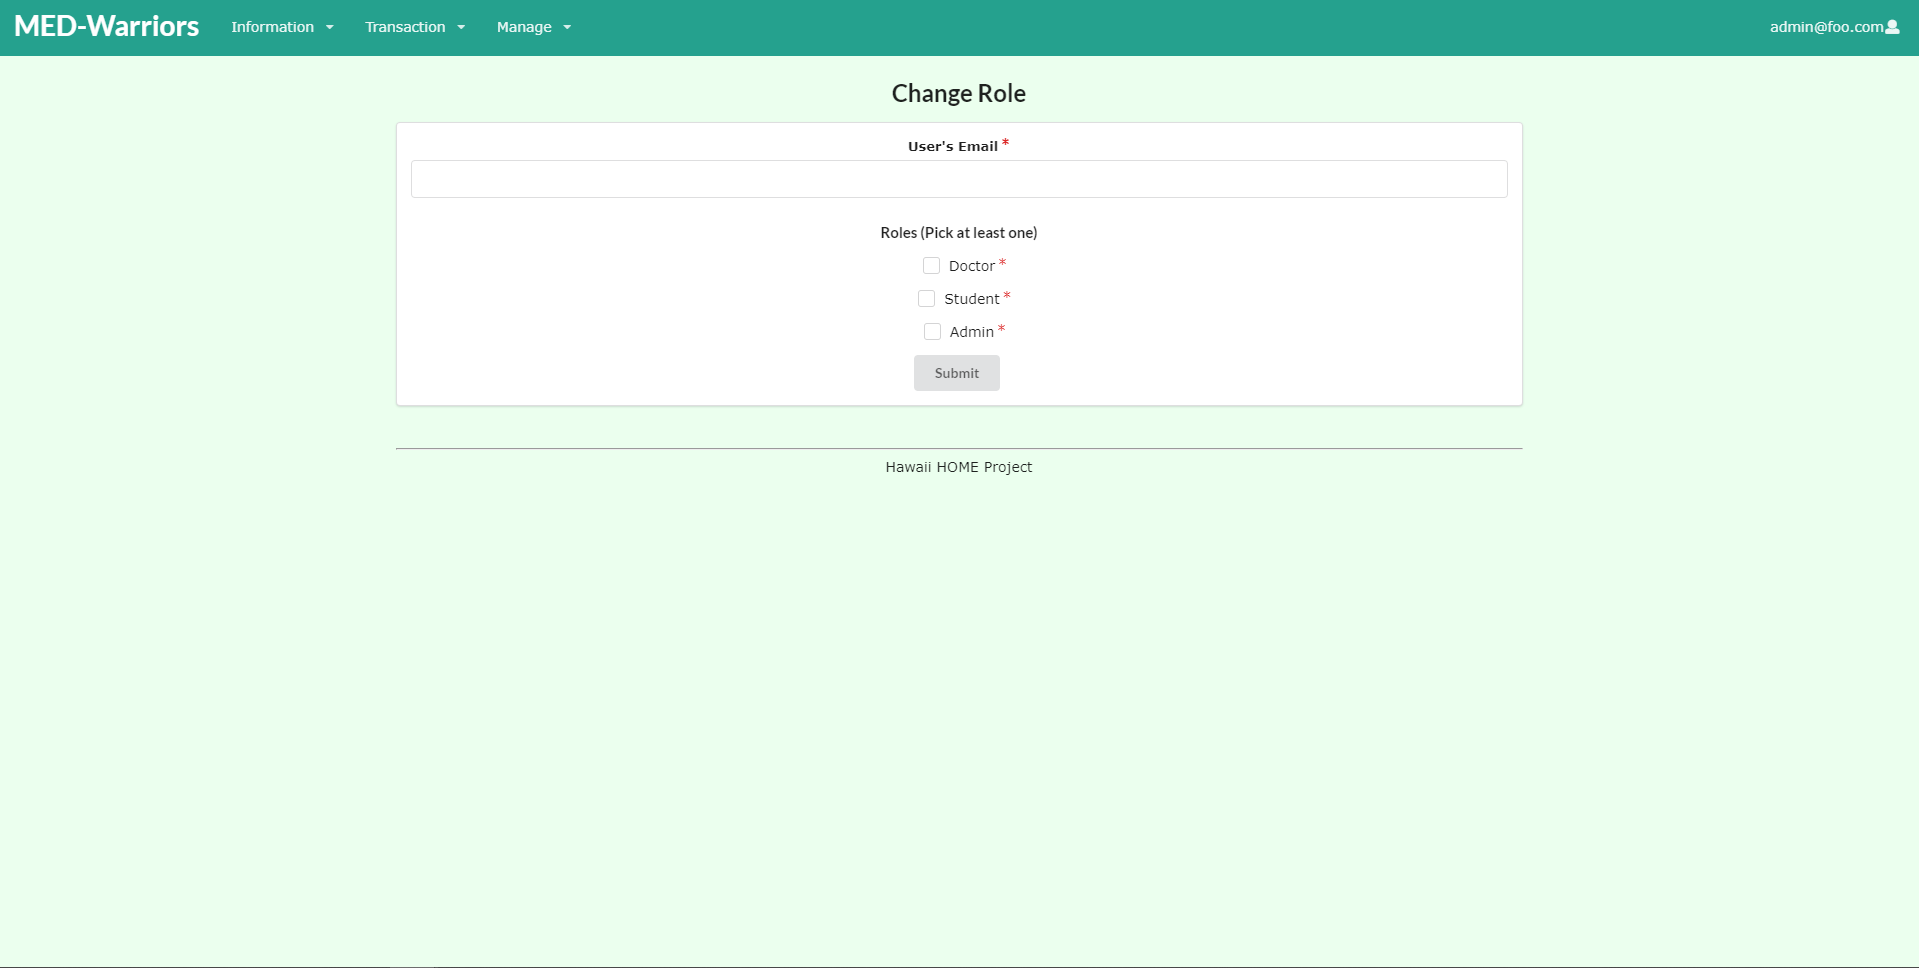 MED-Warriors Information Transaction Manage admin@foo.com
Change Role
User's Email *
Roles (Pick at least one)
Doctor *
Student *
Admin *
Submit
Hawaii HOME Project